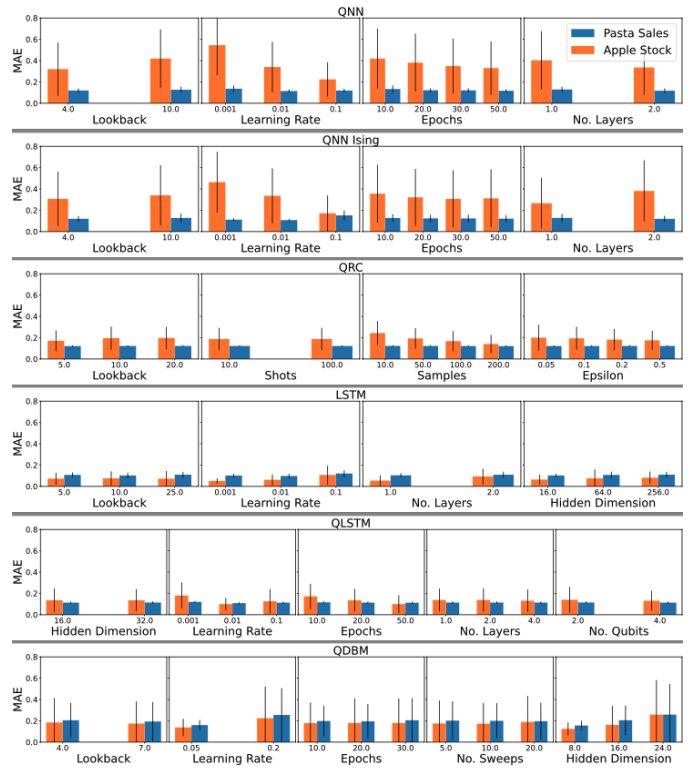 QNN
MAE
0.8
0.6
0.4
0.2
0.0
Pasta Sales
Apple Stock
4.0 10.0 0.001 0.01 0.1 10.0 20.0 30.0 50.0 1.0 2.0
Lookback Learning Rate Epochs No. Layers
QNN Ising
MAE
0.8
0.6
0.4
0.2
0.0
4.0 10.0 0.001 0.01 0.1 10.0 20.0 30.0 50.0 1.0 2.0
Lookback Learning Rate Epochs No. Layers
QRC
MAE
0.8
0.6
0.4
0.2
0.0
5.0 10.0 20.0 10.0 100.0 10.0 50.0 100.0 200.0 0.05 0.1 0.2 0.5
Lookback Shots Samples Epsilon
LSTM
MAE
0.8
0.6
0.4
0.2
0.0
5.0 10.0 25.0 0.001 0.01 0.1 1.0 2.0 16.0 64.0 256.0
Lookback Learning Rate No. Layers Hidden Dimension
QLSTM
MAE
0.8
0.6
0.4
0.2
0.0
16.0 32.0 0.001 0.01 0.1 10.0 20.0 50.0 1.0 2.0 4.0 2.0 4.0
Hidden Dimension Learning Rate Epochs No. Layers No. Qubits
QDBM
MAE
0.8
0.6
0.4
0.2
0.0
4.0 7.0 0.05 0.2 10.0 20.0 30.0 5.0 10.0 20.0 8.0 16.0 24.0
Lookback Learning Rate Epochs No. Sweeps Hidden Dimension